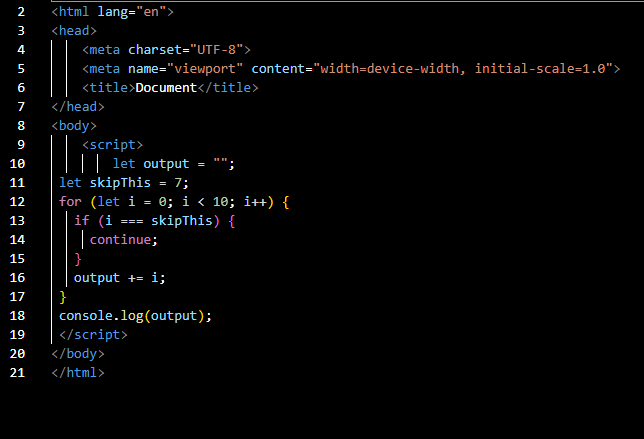 2 <html lang="en">
3 <head>
4 <meta charset="UTF-8">
5 <meta name="viewport" content="width=device-width, initial-scale=1.0">
6 <title>Document</title>
7 </head>
8 <body>
9 <script>
10 let output = "";
11 let skipThis = 7;
12 for (let i = 0; i < 10; i++) {
13 if (i === skipThis) {
14 continue;
15 }
16 output += i;
17 }
18 console.log(output);
19 </script>
20 </body>
21 </html>